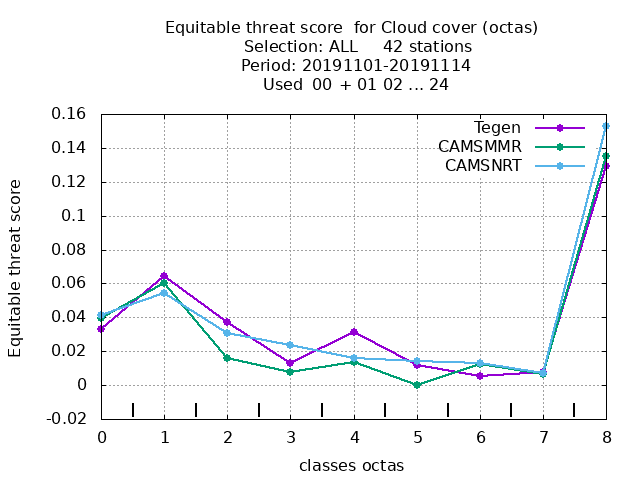 Equitable threat score  for Cloud cover (octas)
Selection: ALL     42 stations
Period: 20191101-20191114
Used  00 + 01 02 ... 24
Tegen
CAMSMMR
CAMSNRT
Equitable threat score
0.16
0.14
0.12
0.1
0.08
0.06
0.04
0.02
0
-0.02
0 1 2 3 4 5 6 7 8
classes octas